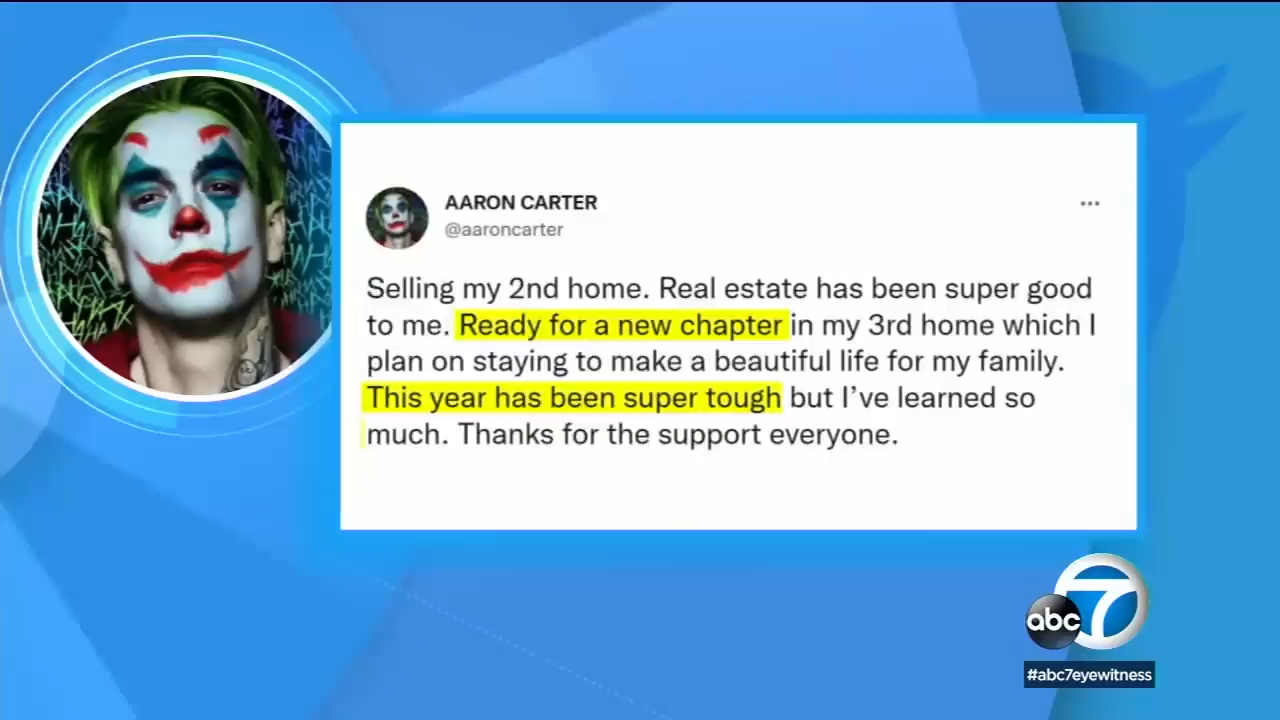 AARON CARTER
@aaroncarter
Selling my 2nd home. Real estate has been super good
to me. Ready for a new chapter in my 3rd home which I
plan on staying to make a beautiful life for my family.
This year has been super tough but I’ve learned so
much. Thanks for the support everyone.
abc 7
#abc7eyewitness